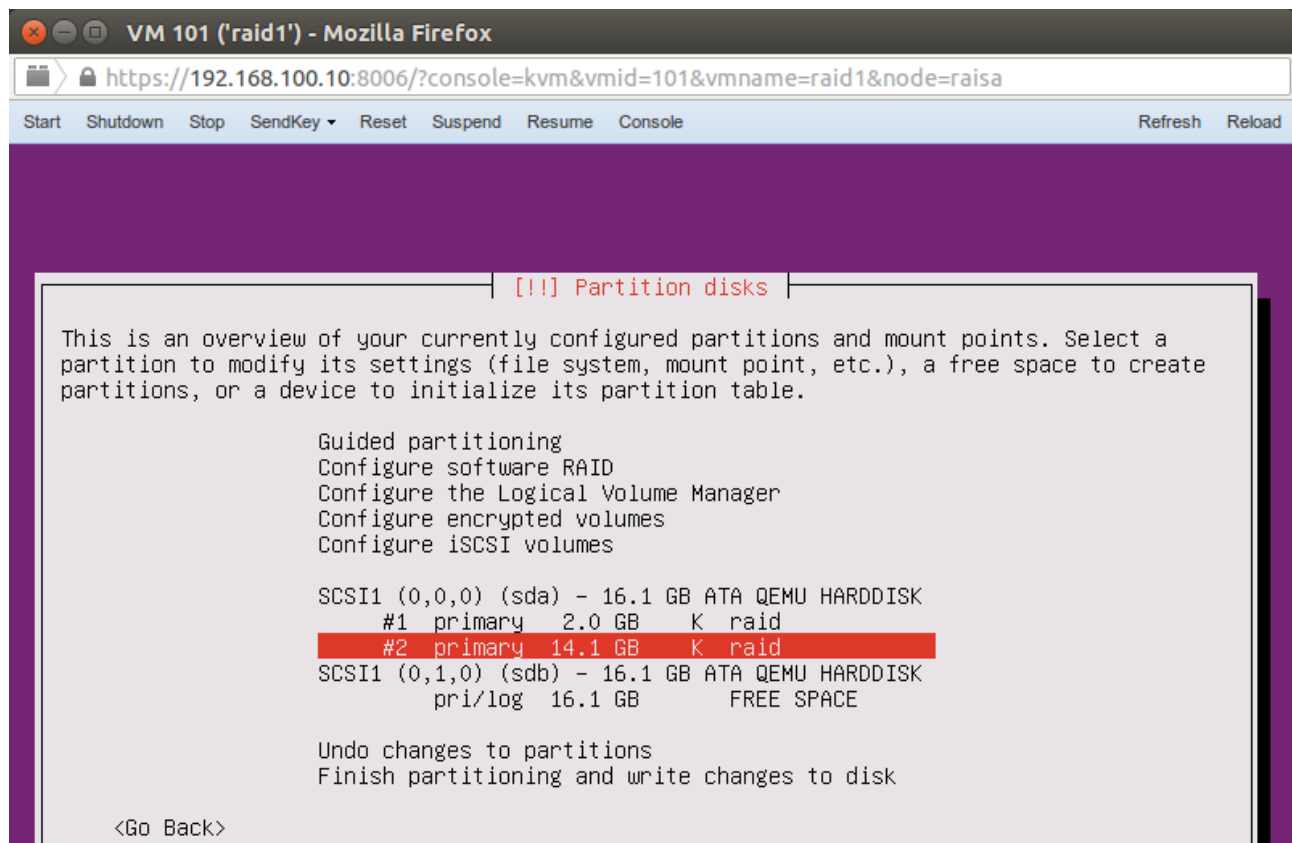 VM 101 ('raid1') - Mozilla Firefox
https://192.168.100.10:8006/?console=kvm&vmid=101&vmname=raid1&node=raisa
Start Shutdown Stop SendKey Reset Suspend Resume Console Refresh Reload
[!!] Partition disks
This is an overview of your currently configured partitions and mount points. Select a
partition to modify its settings (file system, mount point, etc.), a free space to create
partitions, or a device to initialize its partition table.
Guided partitioning
Configure software RAID
Configure the Logical Volume Manager
Configure encrypted volumes
Configure iSCSI volumes
SCSI1 (0,0,0) (sda) - 16.1 GB ATA QEMU HARDDISK
#1 primary 2.0 GB K raid
#2 primary 14.1 GB K raid
SCSI1 (0,1,0) (sdb) - 16.1 GB ATA QEMU HARDDISK
pri/log 16.1 GB FREE SPACE
Undo changes to partitions
Finish partitioning and write changes to disk
<Go Back>